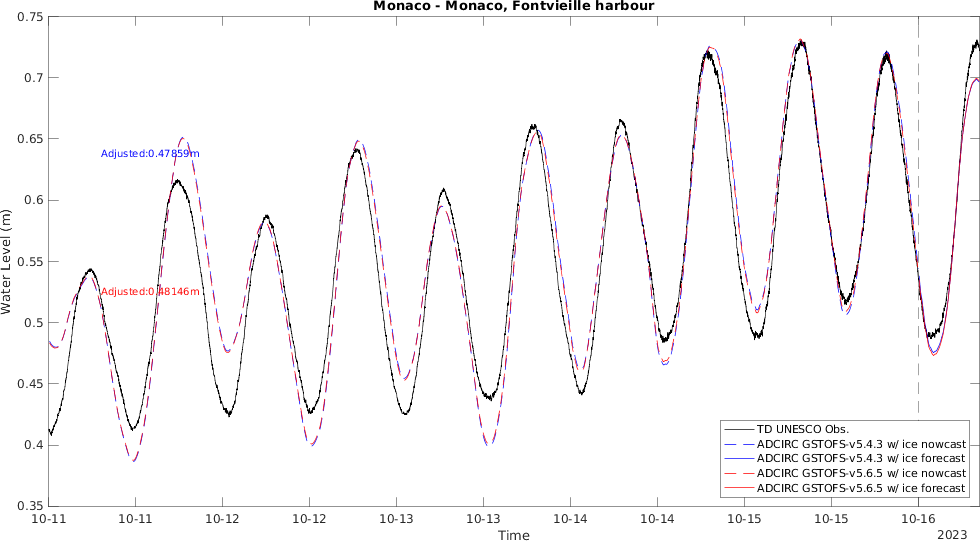 Monaco - Monaco, Fontvieille harbour
0.75
0.7
0.65
0.6
0.55
0.5
0.45
0.4
0.35
Water Level (m)
Adjusted:0.47859m
Adjusted:0.48146m
TD UNESCO Obs.
ADCIRC GSTOFS-v5.4.3 w/ ice nowcast
ADCIRC GSTOFS-v5.4.3 w/ ice forecast
ADCIRC GSTOFS-v5.6.5 w/ ice nowcast
ADCIRC GSTOFS-v5.6.5 w/ ice forecast
10-11 10-11 10-12 10-12 10-13 10-13 10-14 10-14 10-15 10-15 10-16
Time
2023